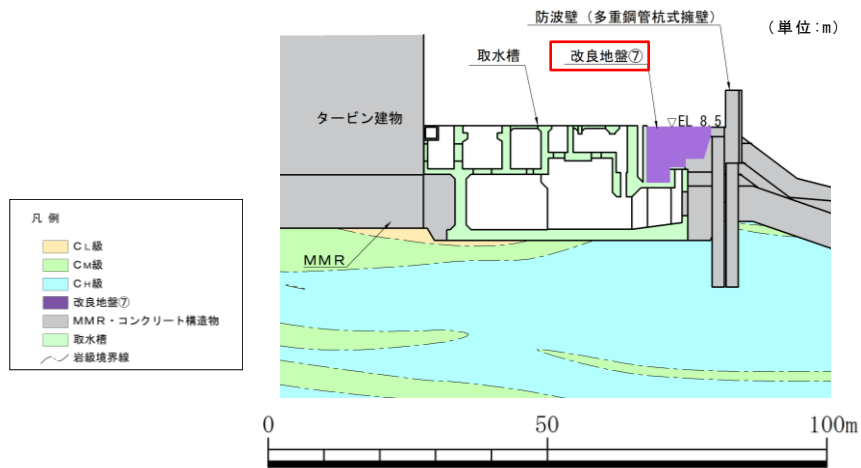 防波壁（多重鋼管杭式擁壁）
（単位:m）
取水槽
改良地盤⑦
タービン建物
▽EL 8.5
MMR
凡 例
CL級
CM級
CH級
改良地盤⑦
MMR・コンクリート構造物
取水槽
岩級境界線
0
50
100m